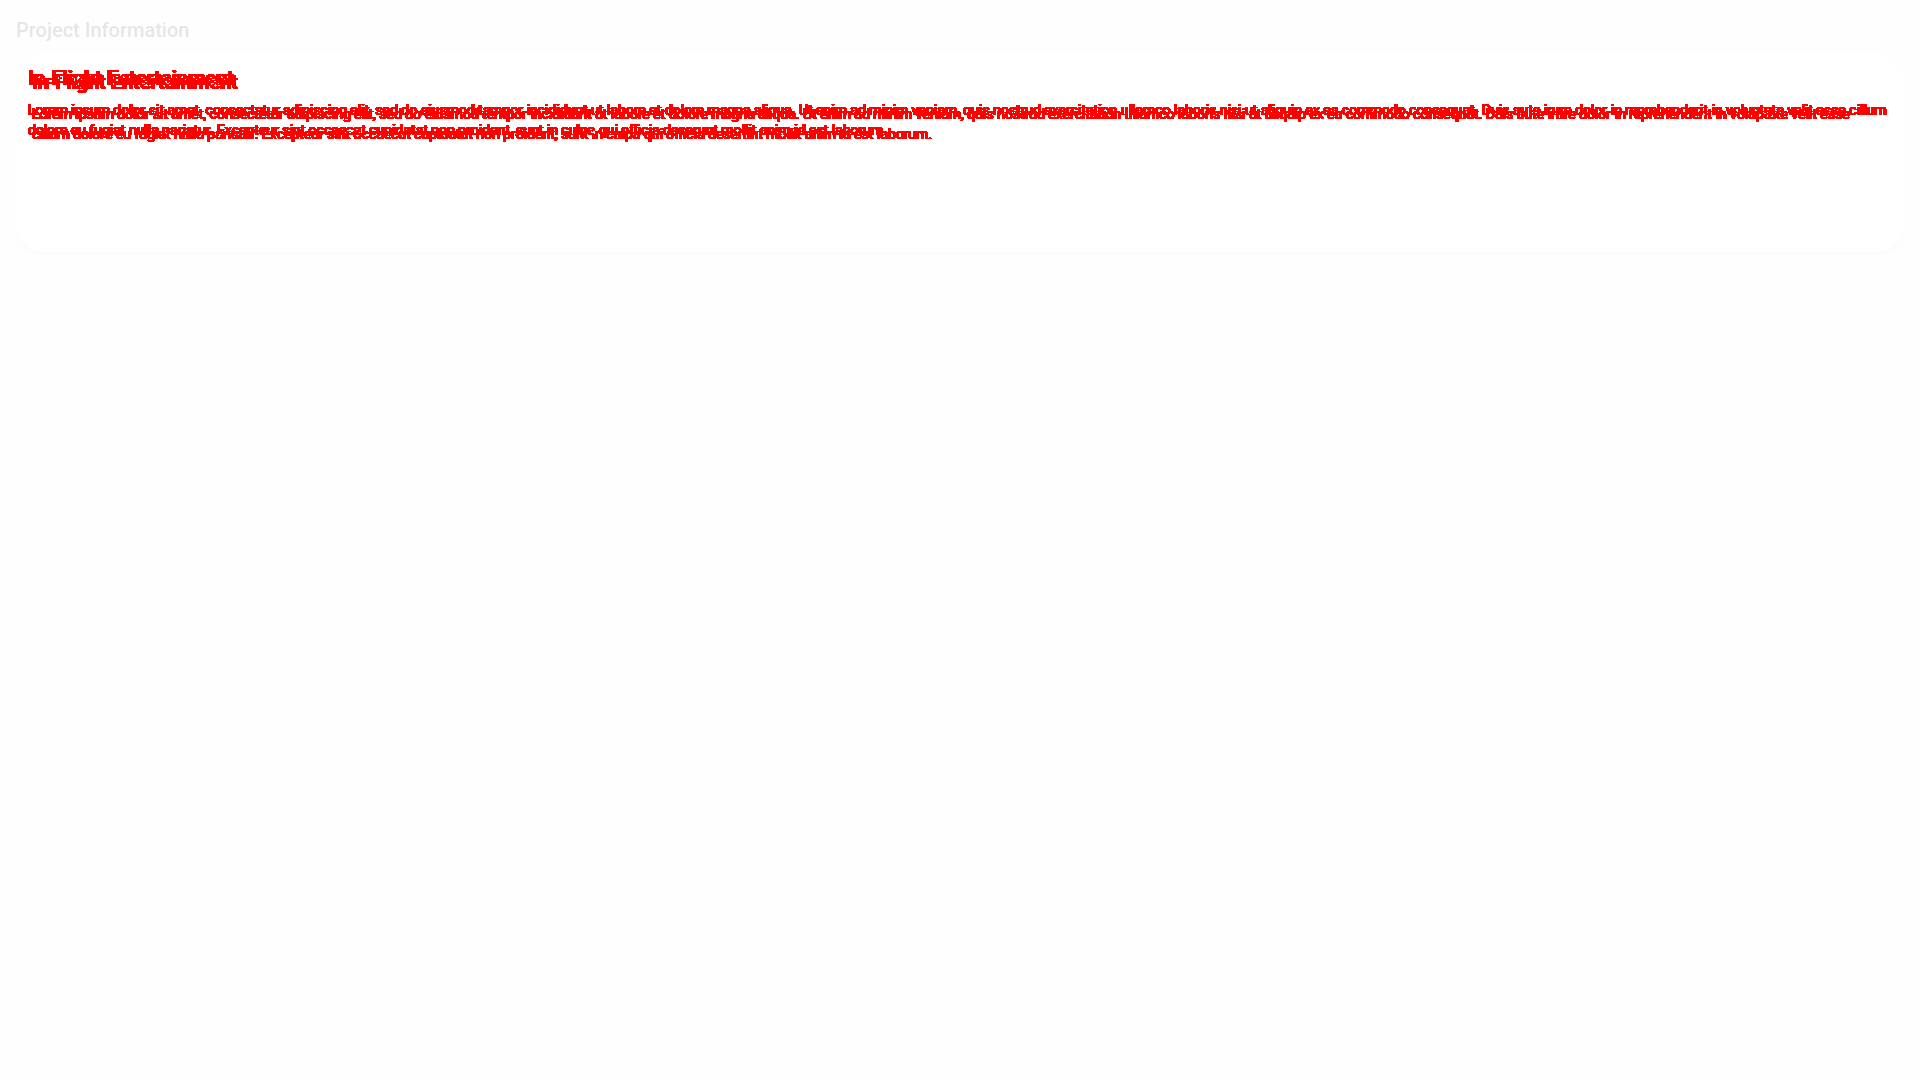 Project Information
In-Flight Entertainment
Lorem ipsum dolor sit amet, consectetur adipiscing elit, sed do eiusmod tempor incididunt ut labore et dolore magna aliqua. Ut enim ad minim veniam, quis nostrud exercitation ullamco laboris nisi ut aliquip ex ea commodo consequat. Duis aute irure dolor in reprehenderit in voluptate velit esse cillum
dolore eu fugiat nulla pariatur. Excepteur sint occaecat cupidatat non proident, sunt in culpa qui officia deserunt mollit anim id est laborum.